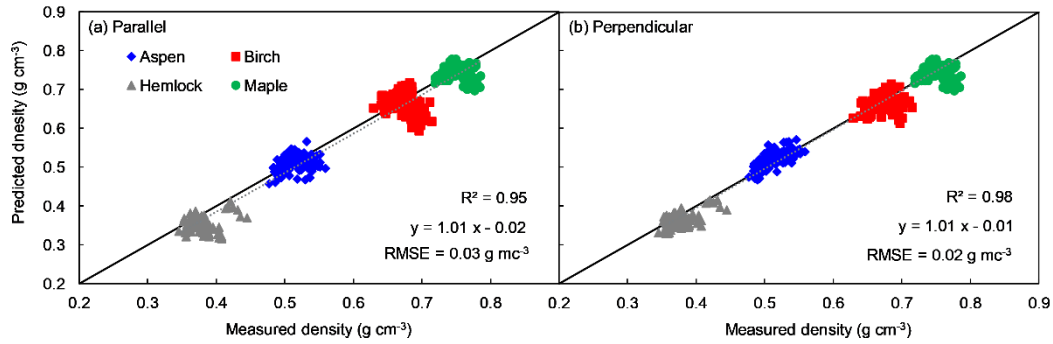 (a) Parallel
Aspen
Birch
Hemlock
Maple
R² = 0.95
y = 1.01 x - 0.02
RMSE = 0.03 g mc⁻³
Predicted dnesity (g cm⁻³)
0.9
0.8
0.7
0.6
0.5
0.4
0.3
0.2
0.2 0.3 0.4 0.5 0.6 0.7 0.8
Measured density (g cm⁻³)
(b) Perpendicular
R² = 0.98
y = 1.01 x - 0.01
RMSE = 0.02 g mc⁻³
0.2 0.3 0.4 0.5 0.6 0.7 0.8 0.9
Measured density (g cm⁻³)